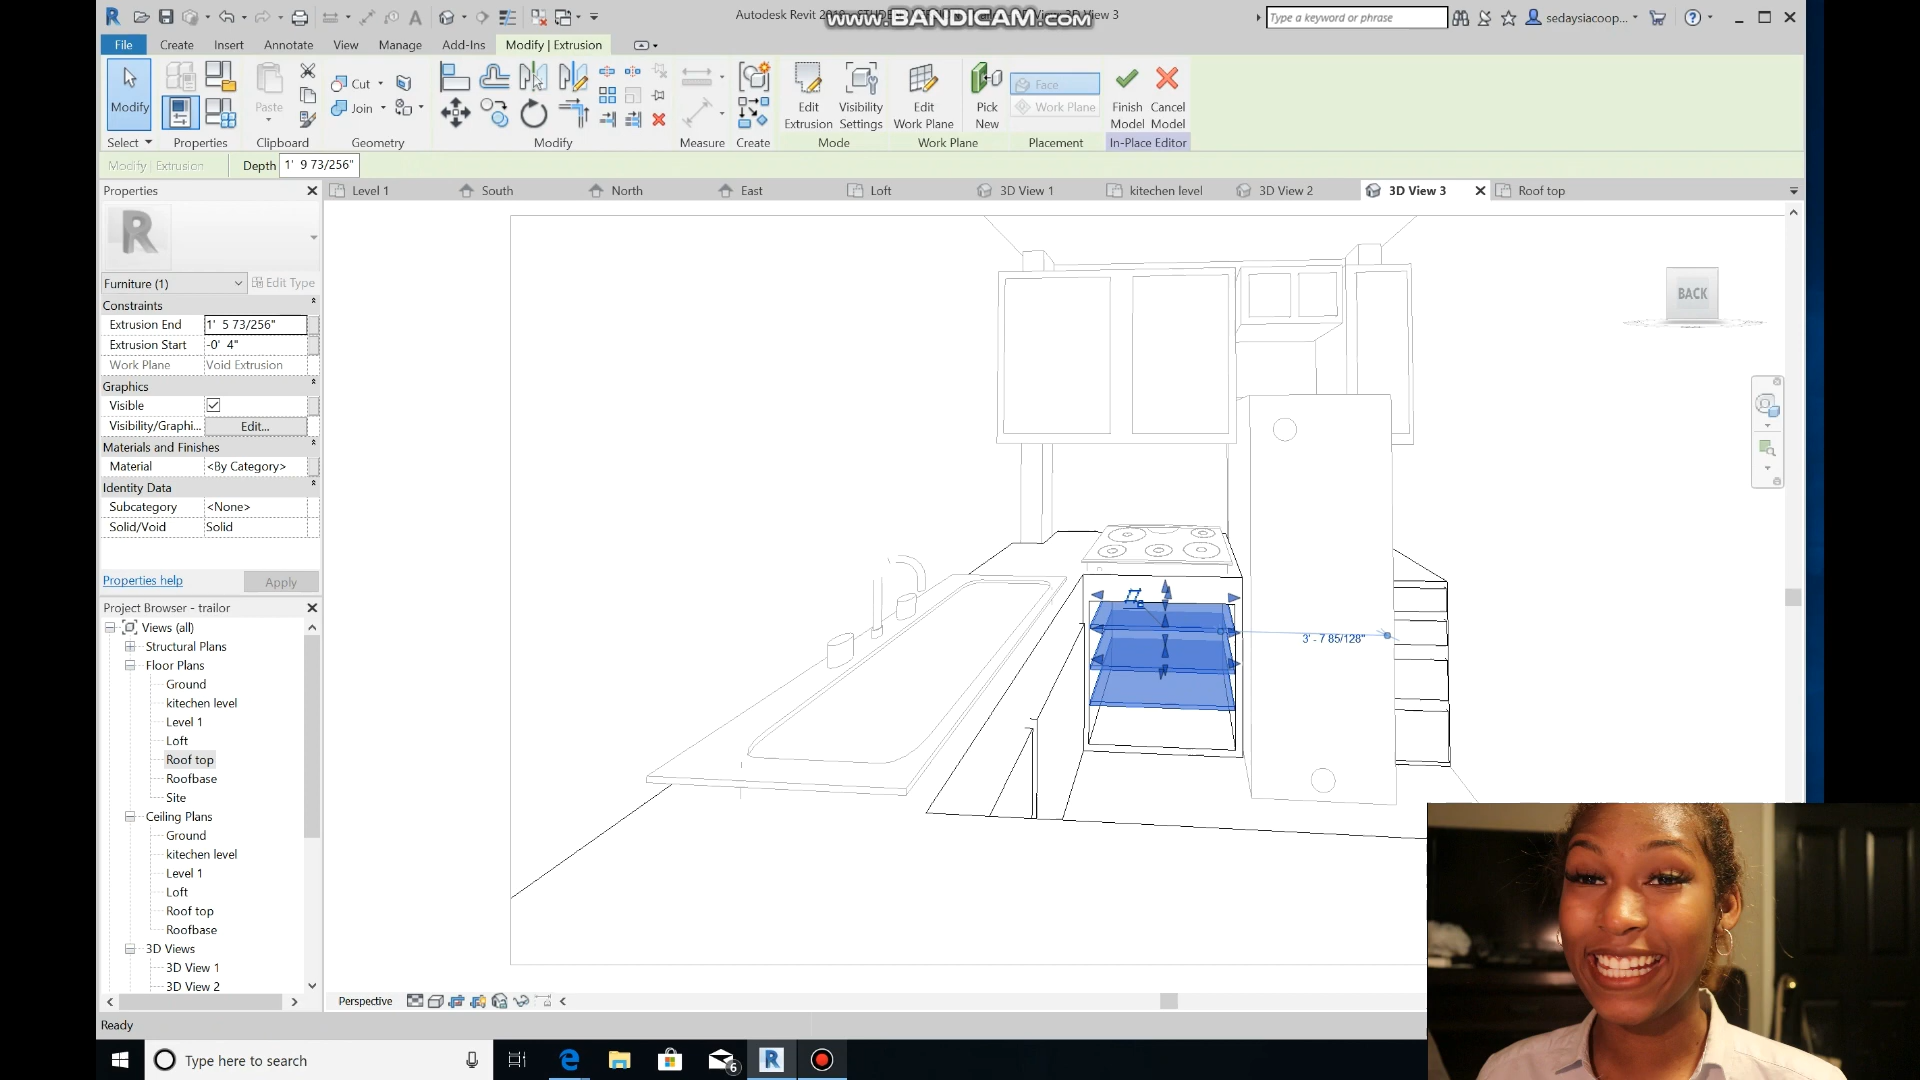 Autodesk Revit 20
www.BANDICAM.com
3D View 3
Type a keyword or phrase
sedaysiacoop...
File
Create
Insert
Annotate
View
Manage
Add-Ins
Modify | Extrusion
Modify
Paste
Cut
Join
Edit Extrusion
Visibility Settings
Edit Work Plane
Pick New
Face
Work Plane
Finish Model
Cancel Model
Select
Properties
Clipboard
Geometry
Modify
Measure
Create
Mode
Work Plane
Placement
In-Place Editor
Modify | Extrusion
Depth 1' 9 73/256"
Properties
Level 1
South
North
East
Loft
3D View 1
kitechen level
3D View 2
3D View 3
Roof top
Furniture (1)
Edit Type
Constraints
Extrusion End 1' 5 73/256"
Extrusion Start -0' 4"
Work Plane Void Extrusion
Graphics
Visible
Visibility/Graphi... Edit...
Materials and Finishes
Material <By Category>
Identity Data
Subcategory <None>
Solid/Void Solid
Properties help
Apply
Project Browser - trailor
Views (all)
Structural Plans
Floor Plans
Ground
kitechen level
Level 1
Loft
Roof top
Roofbase
Site
Ceiling Plans
Ground
kitechen level
Level 1
Loft
Roof top
Roofbase
3D Views
3D View 1
3D View 2
BACK
3' - 7 85/128"
Perspective
Ready
Type here to search
6